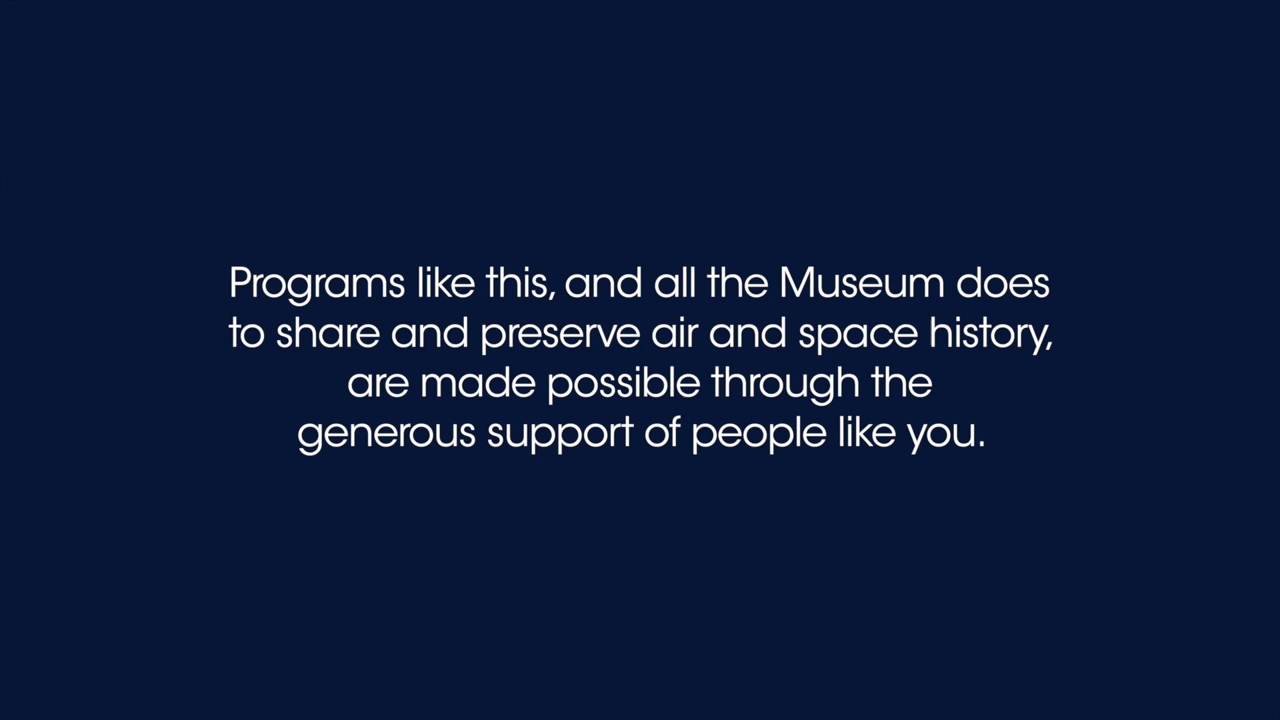 Programs like this, and all the Museum does
to share and preserve air and space history,
are made possible through the
generous support of people like you.